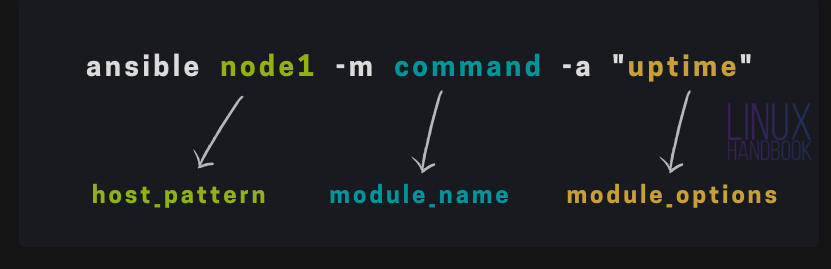 ansible node1 -m command -a "uptime"
LINUX
HANDBOOK
host_pattern module_name module_options